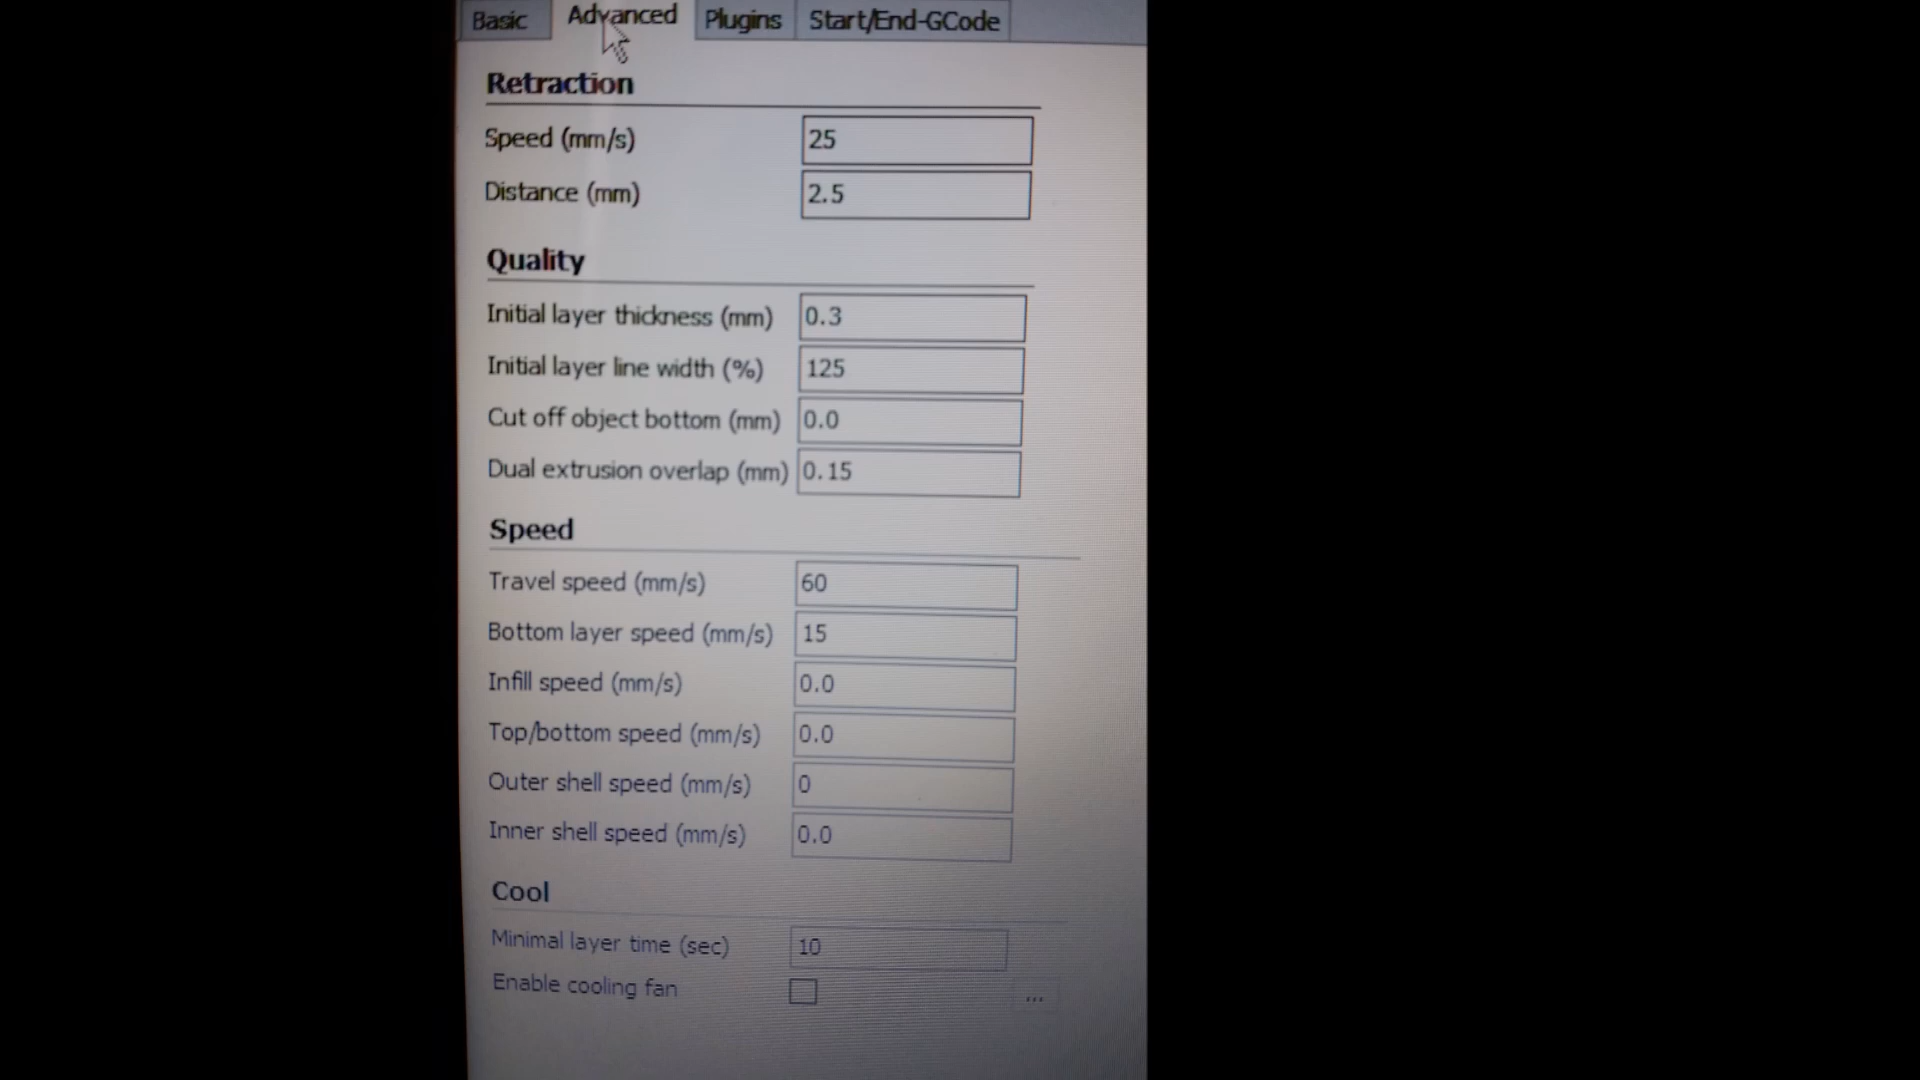 Basic Advanced Plugins Start/End-GCode
Retraction
Speed (mm/s) 25
Distance (mm) 2.5
Quality
Initial layer thickness (mm) 0.3
Initial layer line width (%) 125
Cut off object bottom (mm) 0.0
Dual extrusion overlap (mm) 0.15
Speed
Travel speed (mm/s) 60
Bottom layer speed (mm/s) 15
Infill speed (mm/s) 0.0
Top/bottom speed (mm/s) 0.0
Outer shell speed (mm/s) 0
Inner shell speed (mm/s) 0.0
Cool
Minimal layer time (sec) 10
Enable cooling fan ...